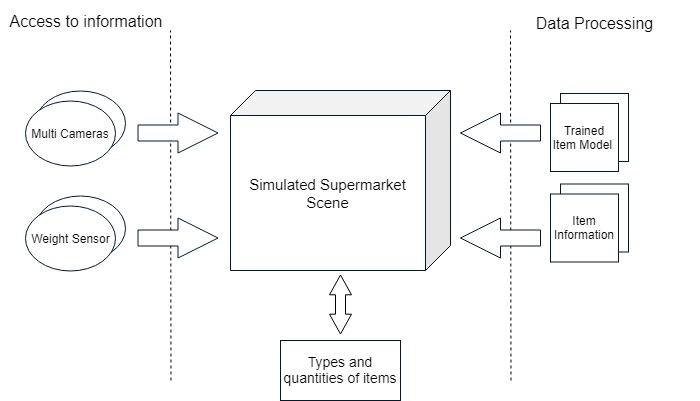 Access to information
Data Processing
Multi Cameras
Trained
Item Model
Simulated Supermarket
Scene
Weight Sensor
Item
Information
Types and
quantities of items